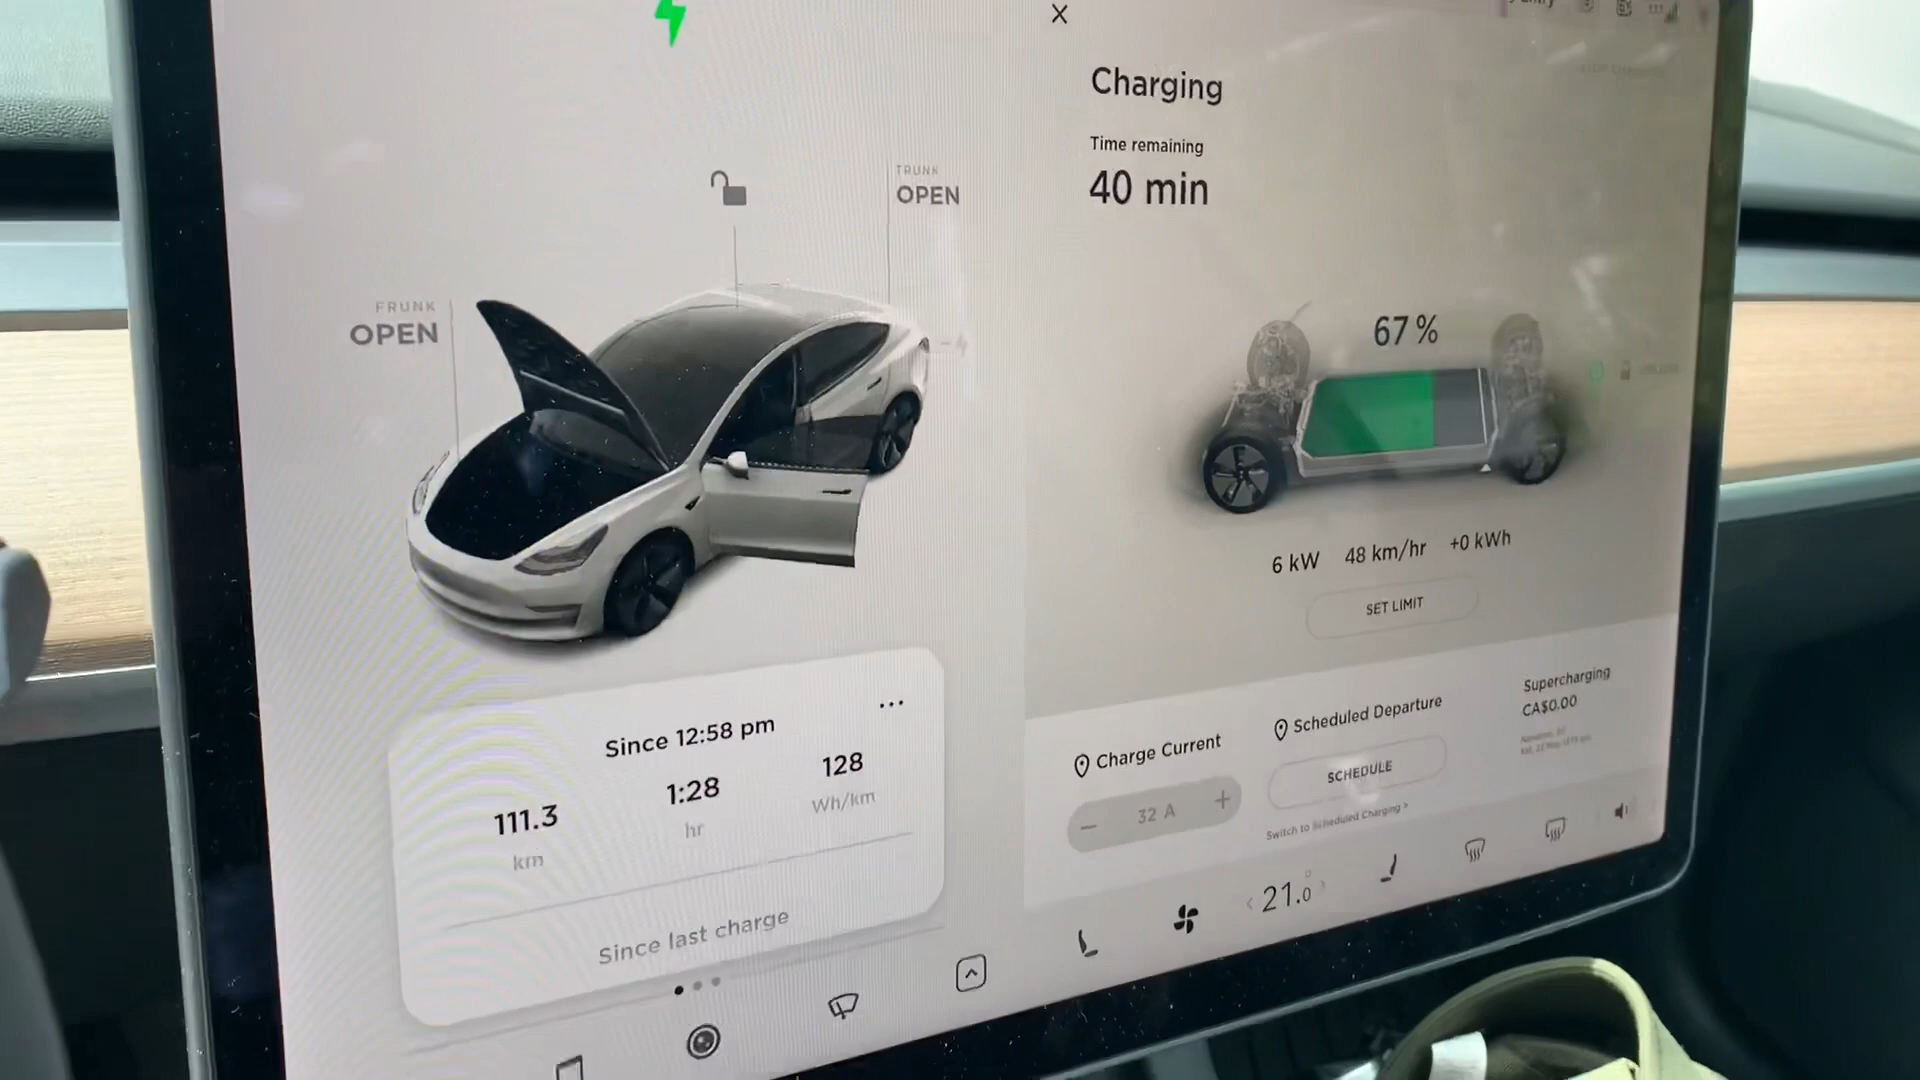 Charging
Time remaining
40 min
TRUNK
OPEN
FRUNK
OPEN
67 %
6 kW 48 km/hr +0 kWh
SET LIMIT
Since 12:58 pm
111.3 1:28 128
km hr Wh/km
Since last charge
Charge Current
32 A
Scheduled Departure
SCHEDULE
Switch to Scheduled Charging >
Supercharging
CA$0.00
21.0